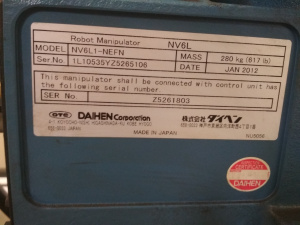 Robot Manipulator NV6L
MODEL NV6L1-NEFN MASS 280 kg (617 lb)
Ser.No 1L10535YZ5265106 DATE JAN 2012
This manipulator shall be connected with control unit has
the following serial number
SER No. Z5261803
OTC DAIHEN Corporation 株式会社 ダイヘン
MADE IN JAPAN
DAIHEN